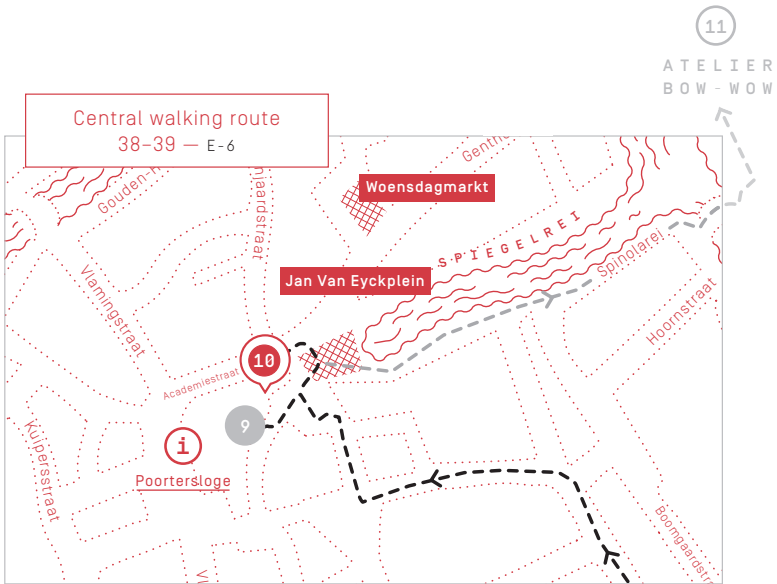 11
ATELIER
BOW-WOW
Central walking route
38–39 — E-6
Woensdagmarkt
SPIEGELREI
Jan Van Eyckplein
Spinolarei
Hoornstraat
Vlamingstraat
10
Academiestraat
9
i
Poortersloge
Kuipersstraat